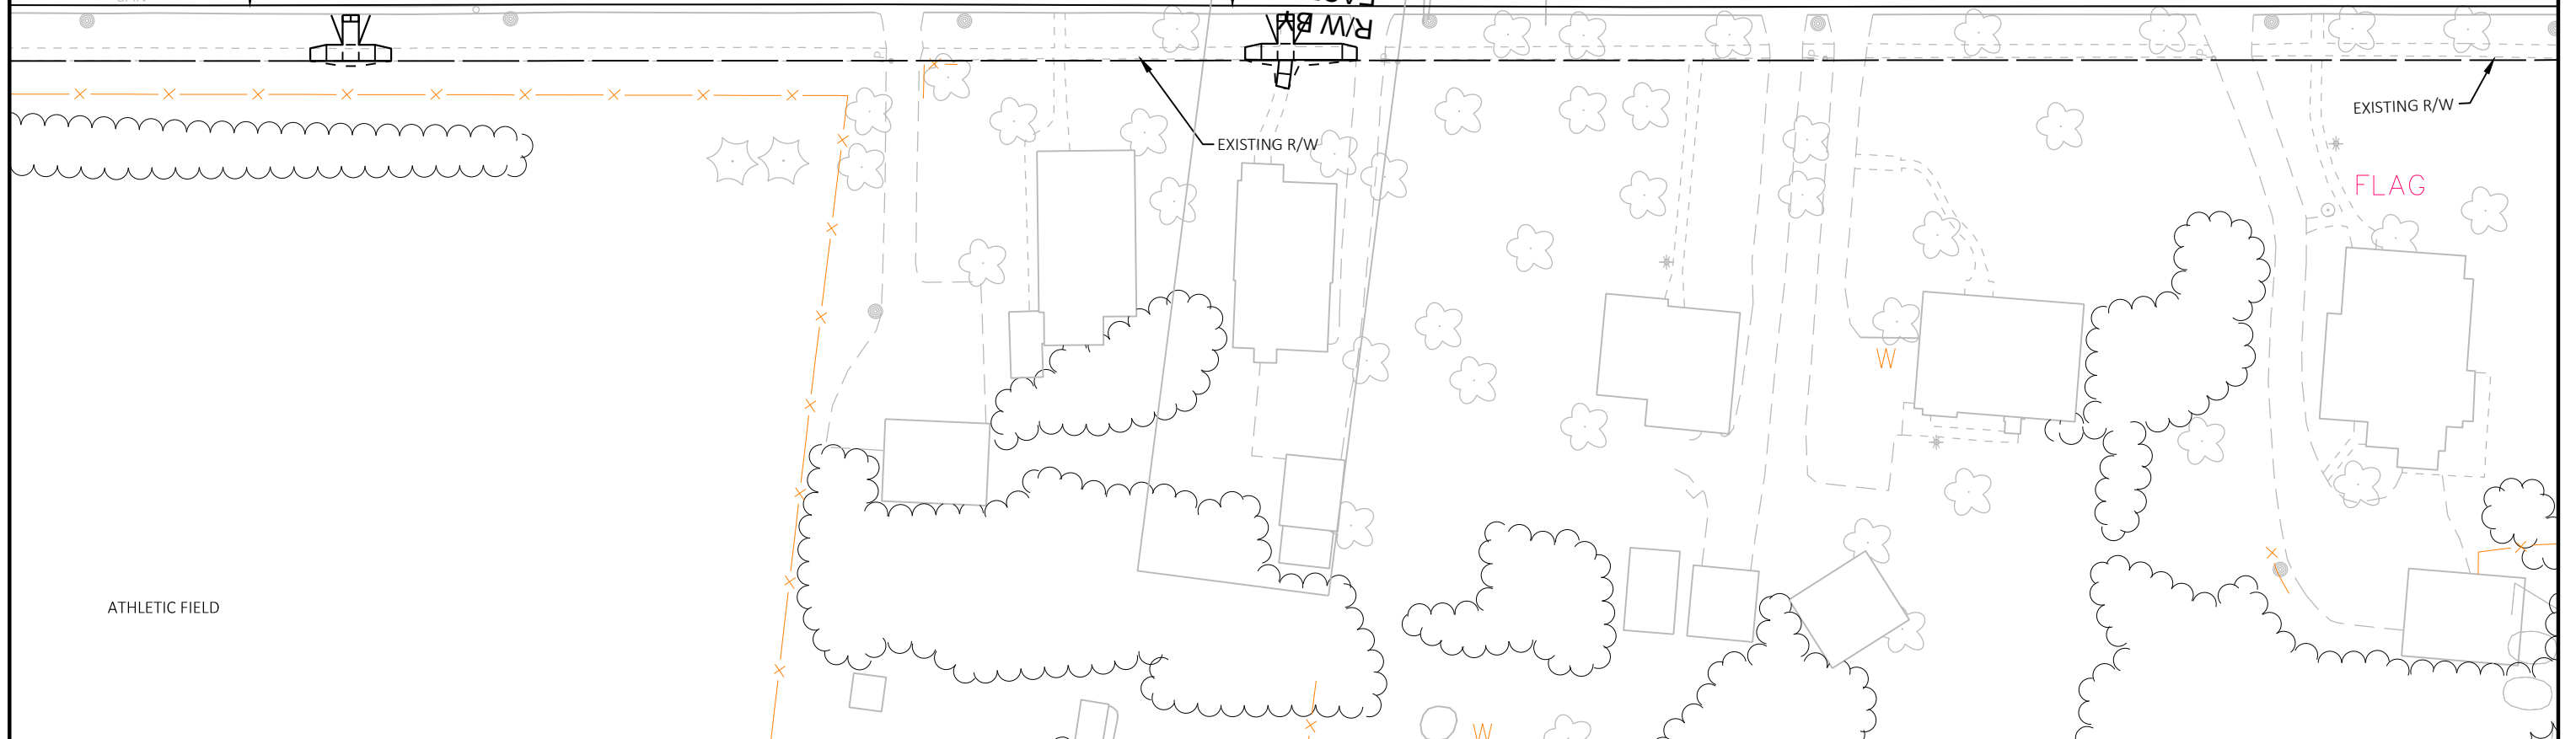 R/W B
EXISTING R/W
EXISTING R/W
FLAG
W
ATHLETIC FIELD
W